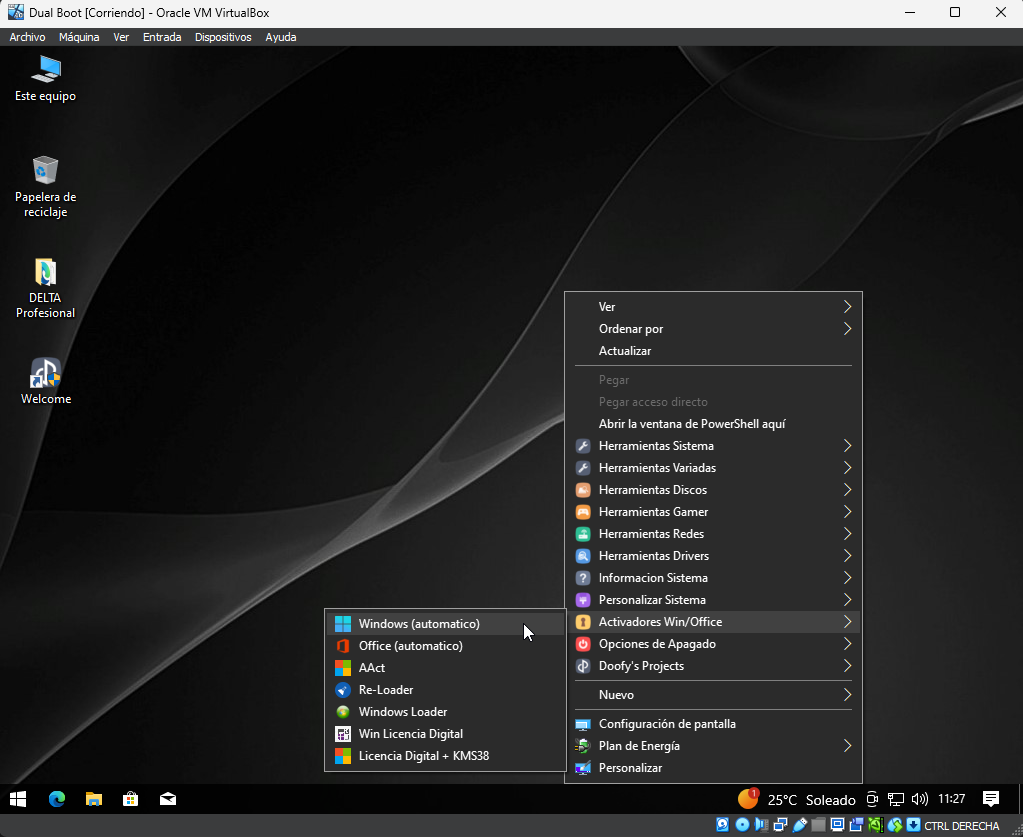 Dual Boot [Corriendo] - Oracle VM VirtualBox
Archivo Máquina Ver Entrada Dispositivos Ayuda
Este equipo
Papelera de
reciclaje
DELTA
Profesional
Welcome
Ver
Ordenar por
Actualizar
Pegar
Pegar acceso directo
Abrir la ventana de PowerShell aquí
Herramientas Sistema
Herramientas Variadas
Herramientas Discos
Herramientas Gamer
Herramientas Redes
Herramientas Drivers
Informacion Sistema
Personalizar Sistema
Activadores Win/Office
Opciones de Apagado
Doofy's Projects
Nuevo
Configuración de pantalla
Plan de Energía
Personalizar
Windows (automatico)
Office (automatico)
AAct
Re-Loader
Windows Loader
Win Licencia Digital
Licencia Digital + KMS38
1 25°C Soleado 11:27
CTRL DERECHA